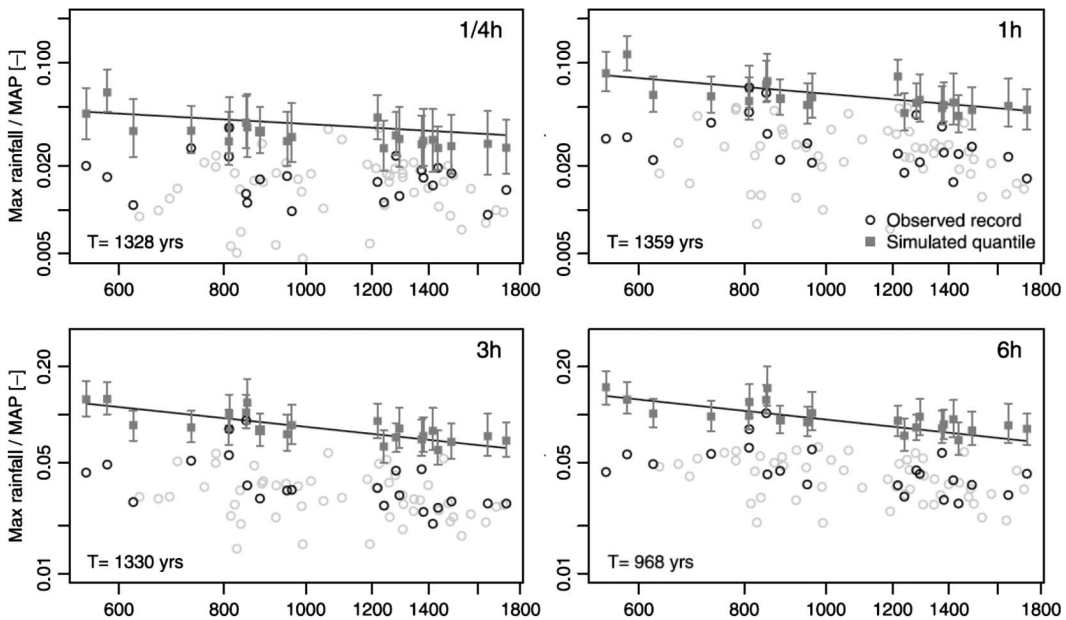 1/4h
1h
Max rainfall / MAP [–]
0.100
0.020
0.005
T= 1328 yrs
600 800 1000 1200 1400 1800
0.100
0.020
0.005
T= 1359 yrs
Observed record
Simulated quantile
600 800 1000 1200 1400 1800
3h
6h
Max rainfall / MAP [–]
0.20
0.05
0.01
T= 1330 yrs
600 800 1000 1200 1400 1800
0.20
0.05
0.01
T= 968 yrs
600 800 1000 1200 1400 1800